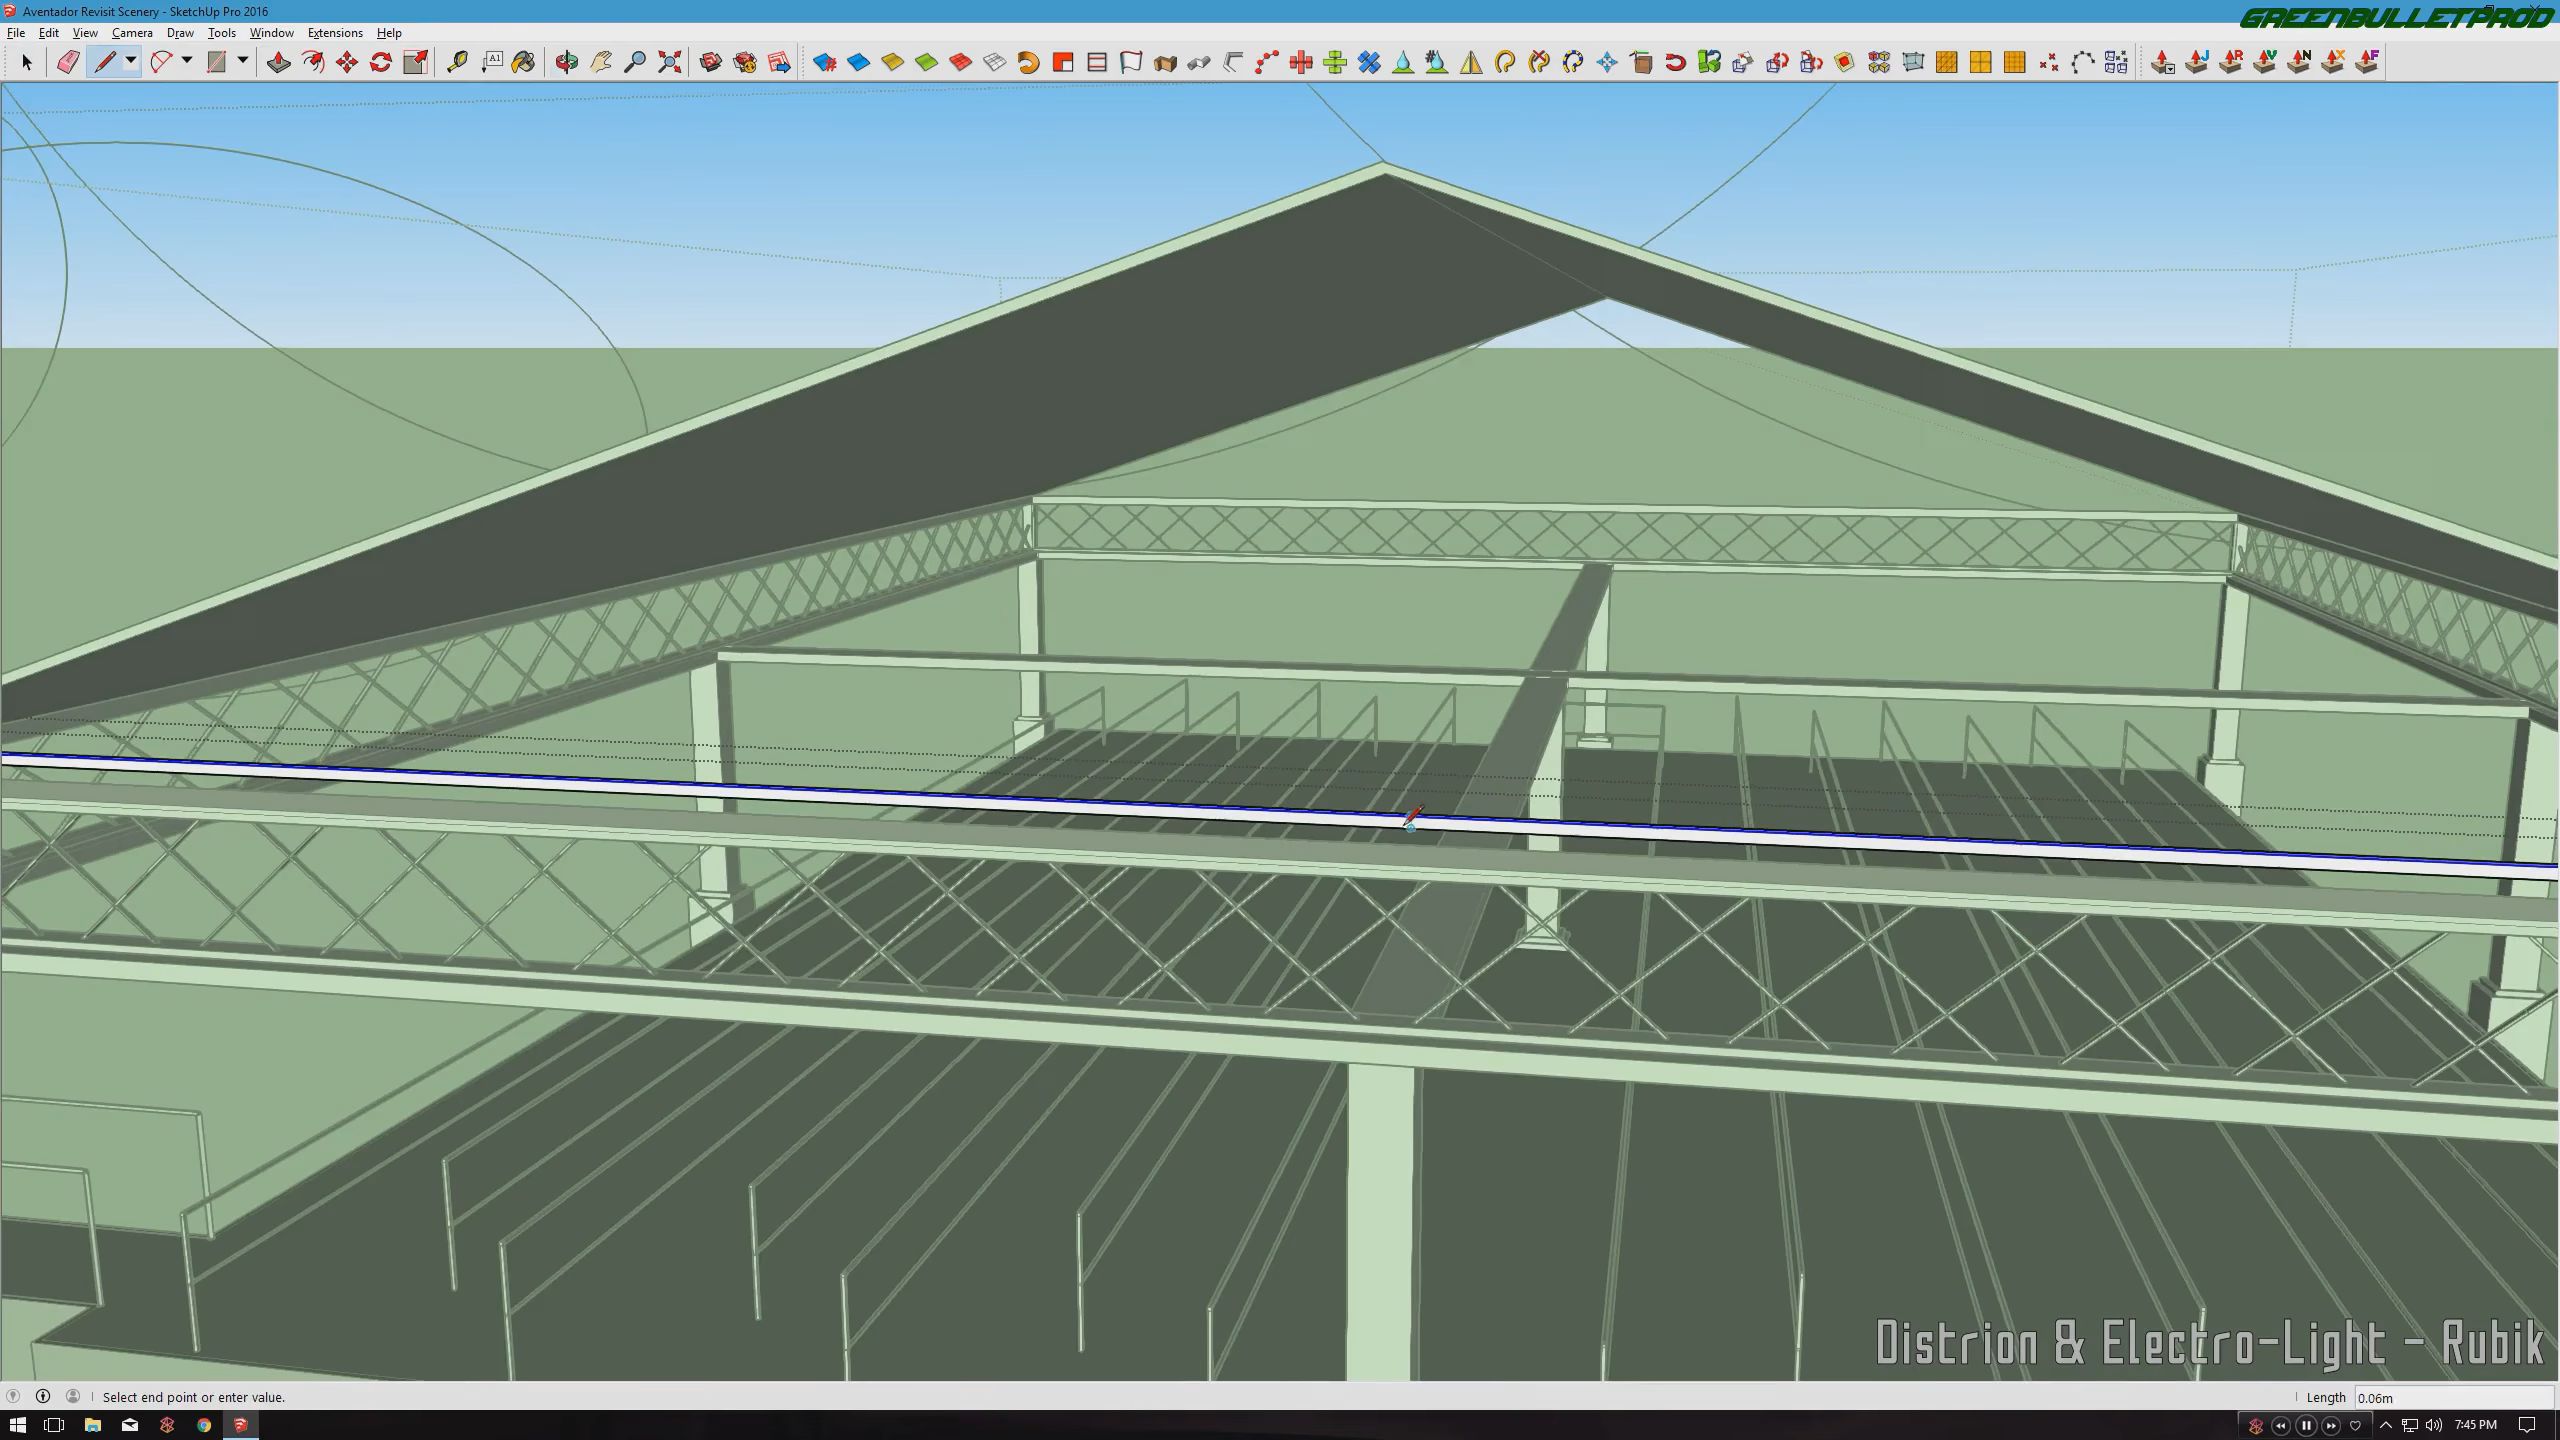 Aventador Revisit Scenery - SketchUp Pro 2016
GREENBULLETPROD
File Edit View Camera Draw Tools Window Extensions Help
A1
J R V N X F
Distrion & Electro-Light - Rubik
Select end point or enter value.
Length 0.06m
7:45 PM